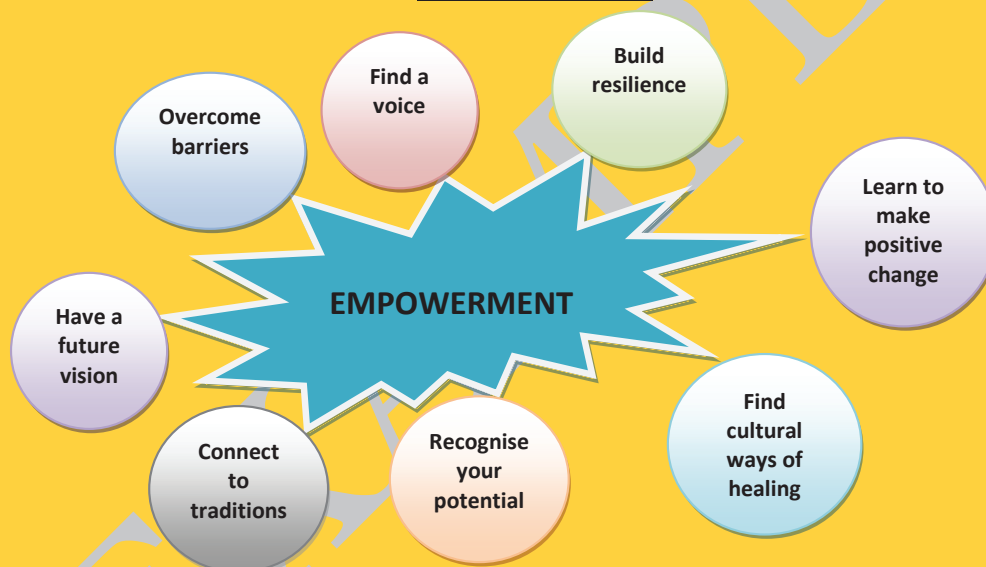 Find a
voice
Build
resilience
Overcome
barriers
Learn to
make
positive
change
EMPOWERMENT
Have a
future
vision
Find
cultural
ways of
healing
Connect
to
traditions
Recognise
your
potential